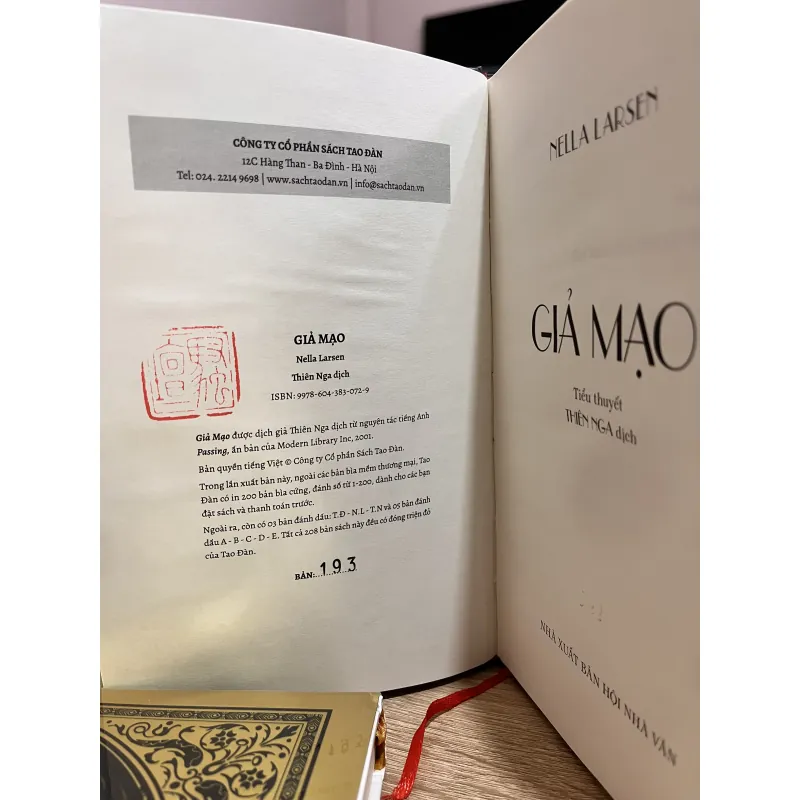 CÔNG TY CỔ PHẦN SÁCH TAO ĐÀN
12C Hàng Than - Ba Đình - Hà Nội
Tel: 024. 2214 9698 | www.sachtaodan.vn | info@sachtaodan.vn
GIẢ MẠO
Nella Larsen
Thiên Nga dịch
ISBN: 9978-604-383-072-9
Giả Mạo được dịch giả Thiên Nga dịch từ nguyên tác tiếng Anh
Passing, ấn bản của Modern Library Inc, 2001.
Bản quyền tiếng Việt © Công ty Cổ phần Sách Tao Đàn.
Trong lần xuất bản này, ngoài các bản bìa mềm thương mại, Tao
Đàn có in 200 bản bìa cứng, đánh số từ 1-200, dành cho các bạn
đặt sách và thanh toán trước.
Ngoài ra, còn có 03 bản đánh dấu: T.Đ - N.L - T.N và 05 bản đánh
dấu A - B - C - D - E. Tất cả 208 bản sách này đều có đóng triện đỏ
của Tao Đàn.
BẢN: 193
NELLA LARSEN
GIẢ MẠO
Tiểu thuyết
THIÊN NGA dịch
NHÀ XUẤT BẢN HỘI NHÀ VĂN